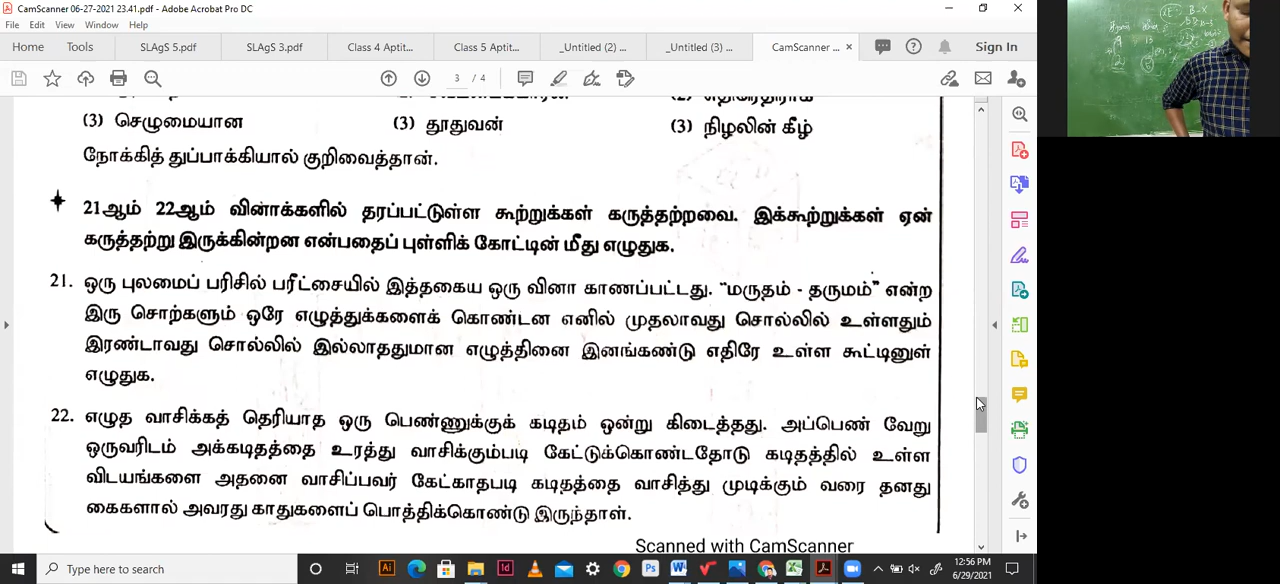 CamScanner 06-27-2021 23.41.pdf - Adobe Acrobat Pro DC
File Edit View Window Help
Home Tools SLAgS 5.pdf SLAgS 3.pdf Class 4 Aptit... Class 5 Aptit... _Untitled (2) ... _Untitled (3) ... CamScanner ... × Sign In
3 / 4
(3) செழுமையான (3) தூதுவன் (3) நிழலின் கீழ்
நோக்கித் துப்பாக்கியால் குறிவைத்தான்.
21ஆம் 22ஆம் வினாக்களில் தரப்பட்டுள்ள கூற்றுக்கள் கருத்தற்றவை. இக்கூற்றுக்கள் ஏன்
கருத்தற்று இருக்கின்றன என்பதைப் புள்ளிக் கோட்டின் மீது எழுதுக.
21. ஒரு புலமைப் பரிசில் பரீட்சையில் இத்தகைய ஒரு வினா காணப்பட்டது. “மருதம் - தருமம்” என்ற
இரு சொற்களும் ஒரே எழுத்துக்களைக் கொண்டன எனில் முதலாவது சொல்லில் உள்ளதும்
இரண்டாவது சொல்லில் இல்லாததுமான எழுத்தினை இனங்கண்டு எதிரே உள்ள கூட்டினுள்
எழுதுக.
22. எழுத வாசிக்கத் தெரியாத ஒரு பெண்ணுக்குக் கடிதம் ஒன்று கிடைத்தது. அப்பெண் வேறு
ஒருவரிடம் அக்கடிதத்தை உரத்து வாசிக்கும்படி கேட்டுக்கொண்டதோடு கடிதத்தில் உள்ள
விடயங்களை அதனை வாசிப்பவர் கேட்காதபடி கடிதத்தை வாசித்து முடிக்கும் வரை தனது
கைகளால் அவரது காதுகளைப் பொத்திக்கொண்டு இருந்தாள்.
Scanned with CamScanner
Type here to search
12:56 PM
6/29/2021